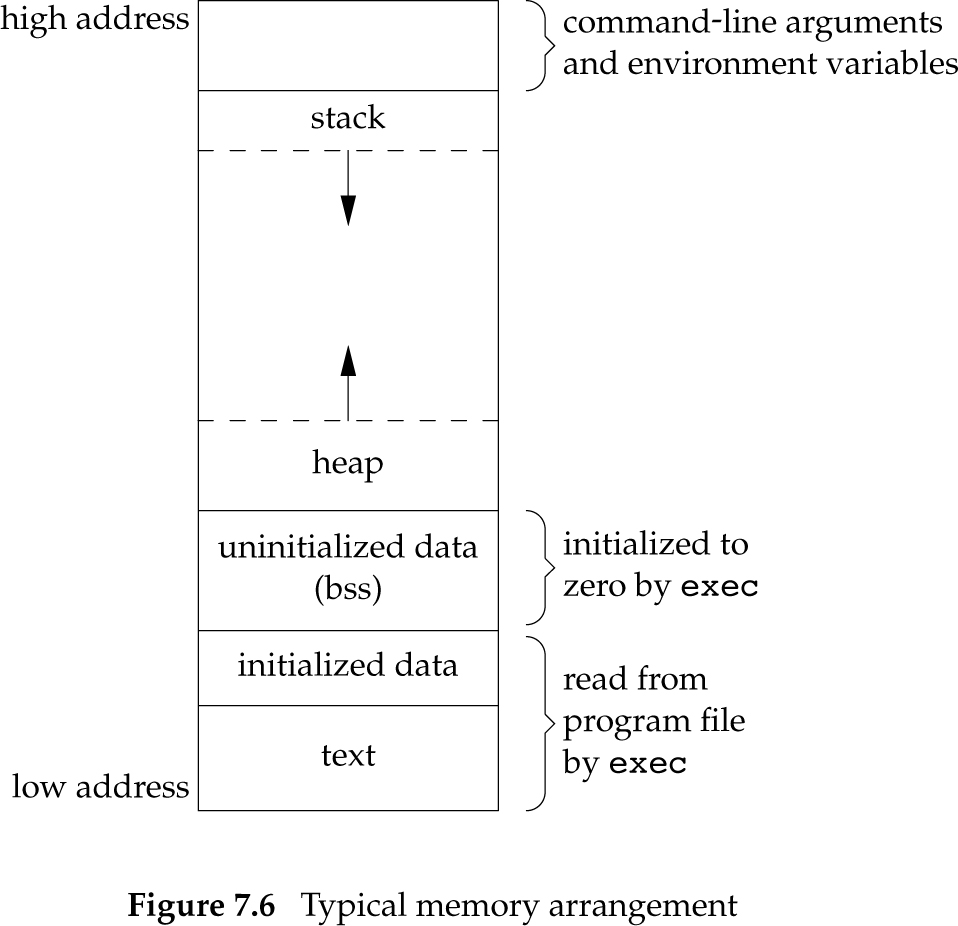 high address
command-line arguments
and environment variables
stack
heap
uninitialized data
(bss)
initialized to
zero by exec
initialized data
read from
program file
by exec
text
low address
Figure 7.6 Typical memory arrangement